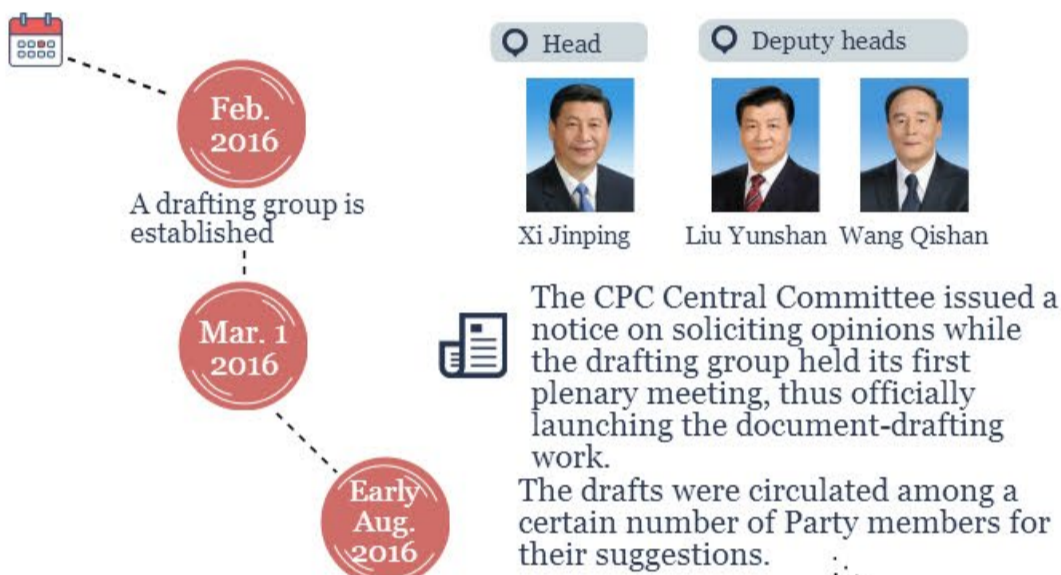 Head
Deputy heads
Feb.
2016
A drafting group is
established
Xi Jinping
Liu Yunshan
Wang Qishan
Mar. 1
2016
The CPC Central Committee issued a
notice on soliciting opinions while
the drafting group held its first
plenary meeting, thus officially
launching the document-drafting
work.
Early
Aug.
2016
The drafts were circulated among a
certain number of Party members for
their suggestions.